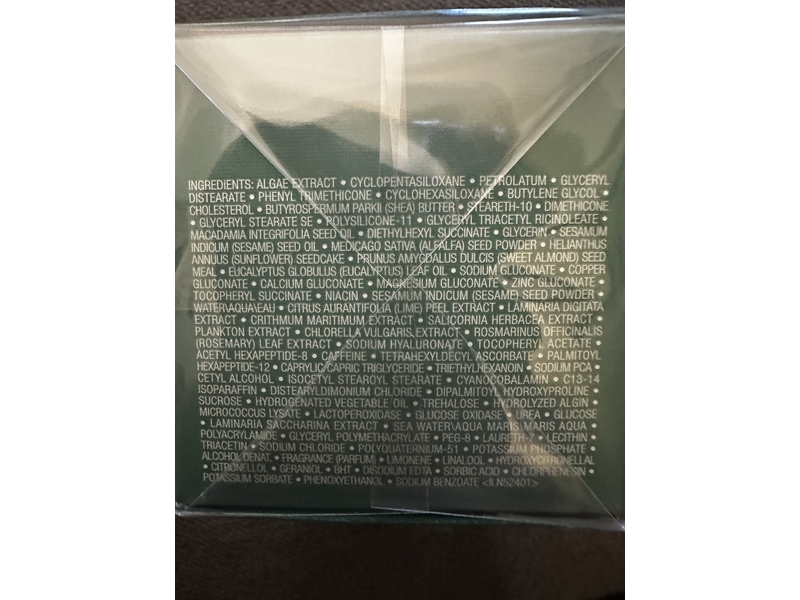 INGREDIENTS: ALGAE EXTRACT • CYCLOPENTASILOXANE • PETROLATUM • GLYCERYL
DISTEARATE • PHENYL TRIMETHICONE • CYCLOHEXASILOXANE • BUTYLENE GLYCOL •
CHOLESTEROL • BUTYROSPERMUM PARKII (SHEA) BUTTER • STEARETH-10 • DIMETHICONE
• GLYCERYL STEARATE SE • POLYSILICONE-11 • GLYCERYL TRIACETYL RICINOLEATE •
MACADAMIA INTEGRIFOLIA SEED OIL • DIETHYLHEXYL SUCCINATE • GLYCERIN • SESAMUM
INDICUM (SESAME) SEED OIL • MEDICAGO SATIVA (ALFALFA) SEED POWDER • HELIANTHUS
ANNUUS (SUNFLOWER) SEEDCAKE • PRUNUS AMYGDALUS DULCIS (SWEET ALMOND) SEED
MEAL • EUCALYPTUS GLOBULUS (EUCALYPTUS) LEAF OIL • SODIUM GLUCONATE • COPPER
GLUCONATE • CALCIUM GLUCONATE • MAGNESIUM GLUCONATE • ZINC GLUCONATE •
TOCOPHERYL SUCCINATE • NIACIN • SESAMUM INDICUM (SESAME) SEED POWDER •
WATER\AQUA\EAU • CITRUS AURANTIFOLIA (LIME) PEEL EXTRACT • LAMINARIA DIGITATA
EXTRACT • CRITHMUM MARITIMUM EXTRACT • SALICORNIA HERBACEA EXTRACT •
PLANKTON EXTRACT • CHLORELLA VULGARIS EXTRACT • ROSMARINUS OFFICINALIS
(ROSEMARY) LEAF EXTRACT • SODIUM HYALURONATE • TOCOPHERYL ACETATE •
ACETYL HEXAPEPTIDE-8 • CAFFEINE • TETRAHEXYLDECYL ASCORBATE • PALMITOYL
HEXAPEPTIDE-12 • CAPRYLIC/CAPRIC TRIGLYCERIDE • TRIETHYLHEXANOIN • SODIUM PCA •
CETYL ALCOHOL • ISOCETYL STEAROYL STEARATE • CYANOCOBALAMIN • C13-14
ISOPARAFFIN • DISTEARYLDIMONIUM CHLORIDE • DIPALMITOYL HYDROXYPROLINE •
SUCROSE • HYDROGENATED VEGETABLE OIL • TREHALOSE • HYDROLYZED ALGIN •
MICROCOCCUS LYSATE • LACTOPEROXIDASE • GLUCOSE OXIDASE • UREA • GLUCOSE
• LAMINARIA SACCHARINA EXTRACT • SEA WATER\AQUA MARIS\MARIS AQUA •
POLYACRYLAMIDE • GLYCERYL POLYMETHACRYLATE • PEG-8 • LAURETH-7 • LECITHIN •
TRIACETIN • SODIUM CHLORIDE • POLYQUATERNIUM-51 • POTASSIUM PHOSPHATE •
ALCOHOL DENAT. • FRAGRANCE (PARFUM) • LIMONENE • LINALOOL • HYDROXYCITRONELLAL
• CITRONELLOL • GERANIOL • BHT • DISODIUM EDTA • SORBIC ACID • CHLORPHENESIN •
POTASSIUM SORBATE • PHENOXYETHANOL • SODIUM BENZOATE <ILN52401>